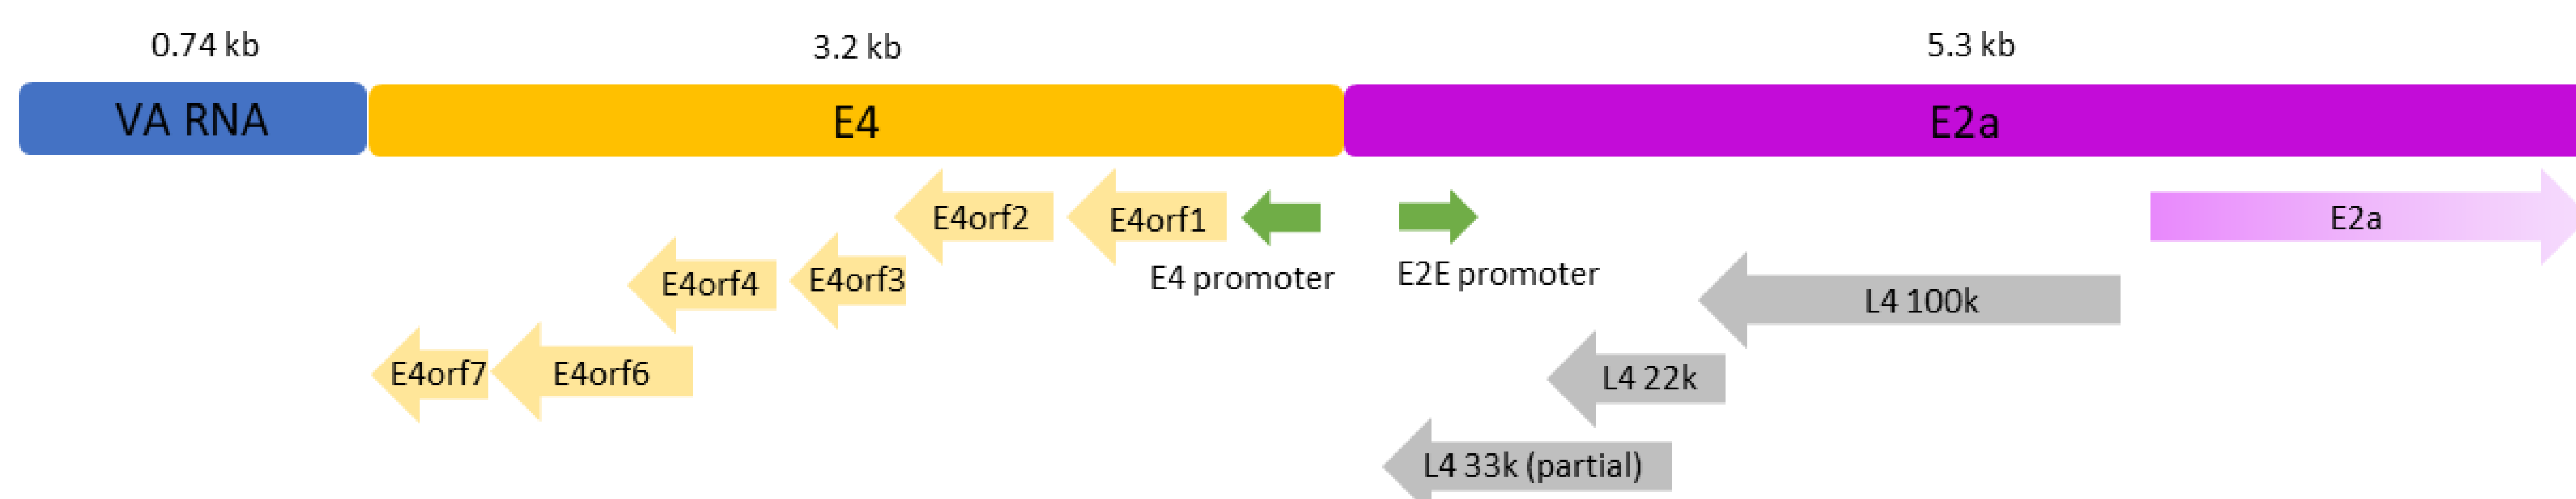 0.74 kb
3.2 kb
5.3 kb
VA RNA
E4
E2a
E4orf2
E4orf1
E2a
E4 promoter
E2E promoter
E4orf4
E4orf3
L4 100k
E4orf7
E4orf6
L4 22k
L4 33k (partial)